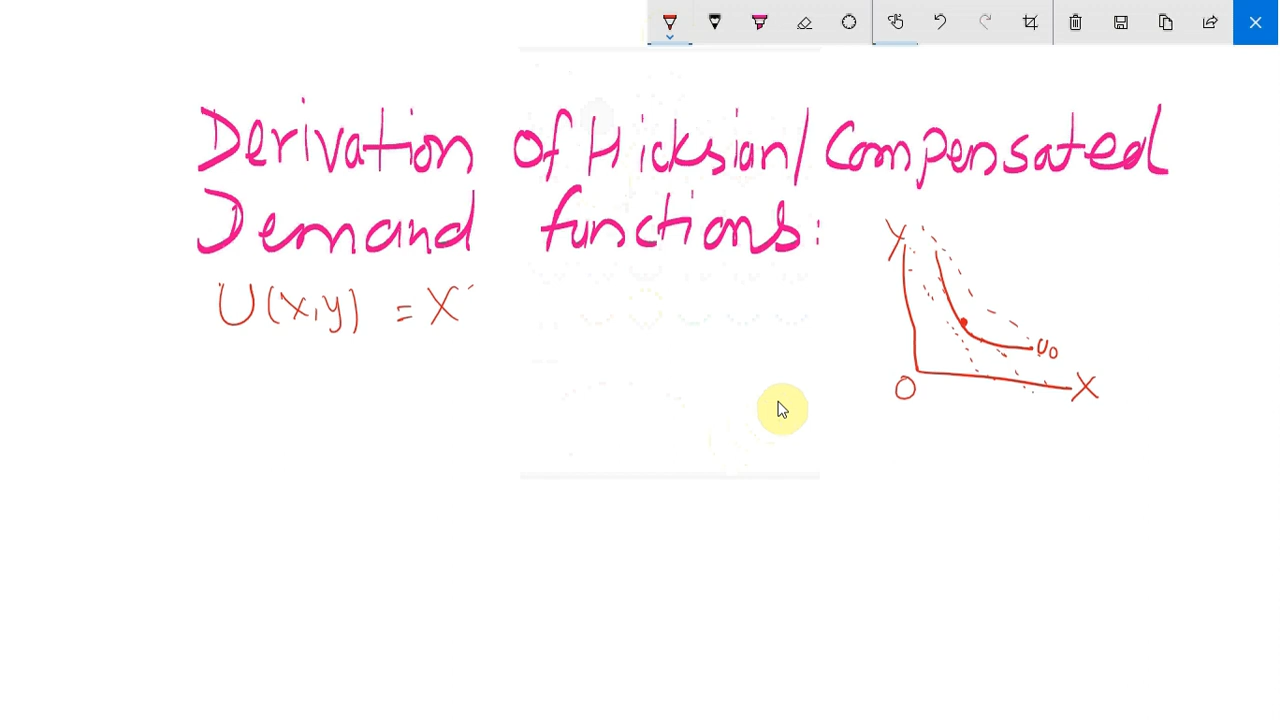 Derivation of Hicksian/Compensated
Demand functions:
U(x,y) = X
Y
U0
O
X